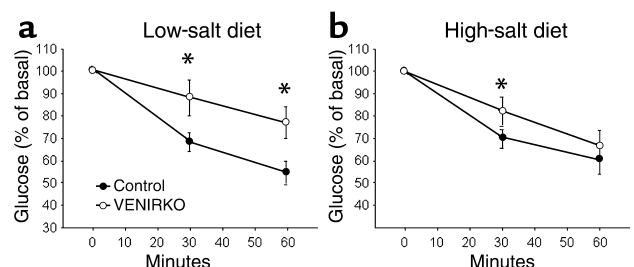 a
Low-salt diet
Glucose (% of basal)
110
100
90
80
70
60
50
40
30
*
*
Control
VENIRKO
0 10 20 30 40 50 60
Minutes
b
High-salt diet
Glucose (% of basal)
110
100
90
80
70
60
50
40
*
0 10 20 30 40 50 60
Minutes